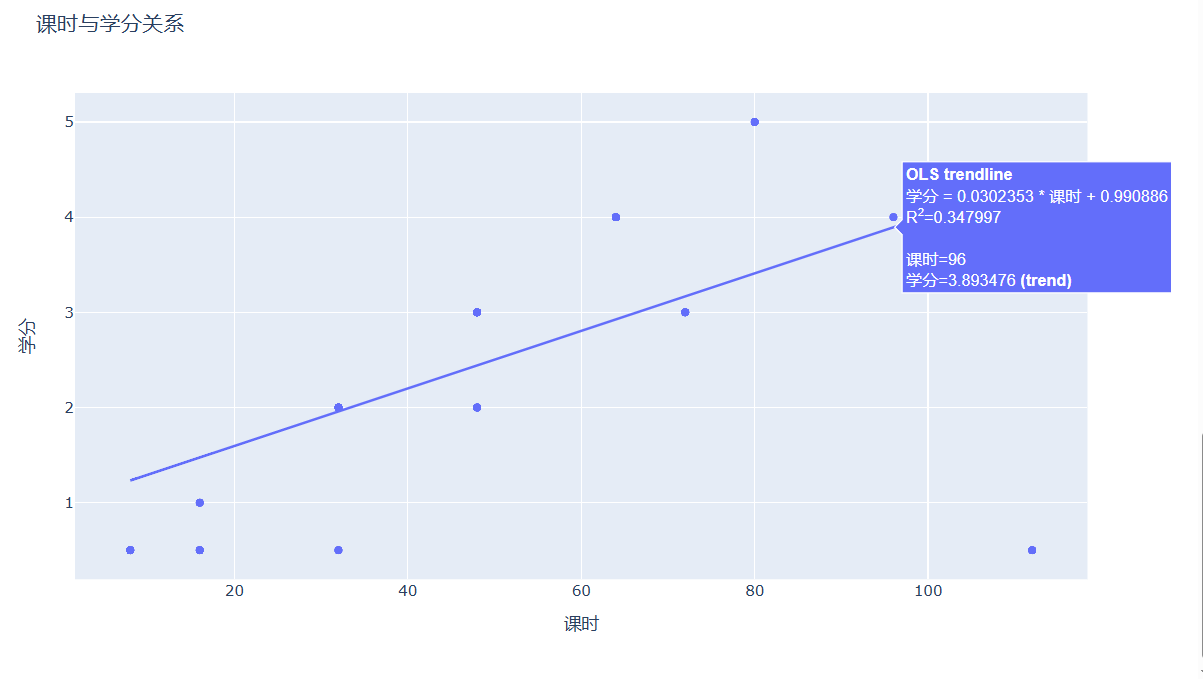 课时与学分关系
5
4
3
2
1
学分
OLS trendline
学分 = 0.0302353 * 课时 + 0.990886
R²=0.347997
课时=96
学分=3.893476 (trend)
20 40 60 80 100
课时